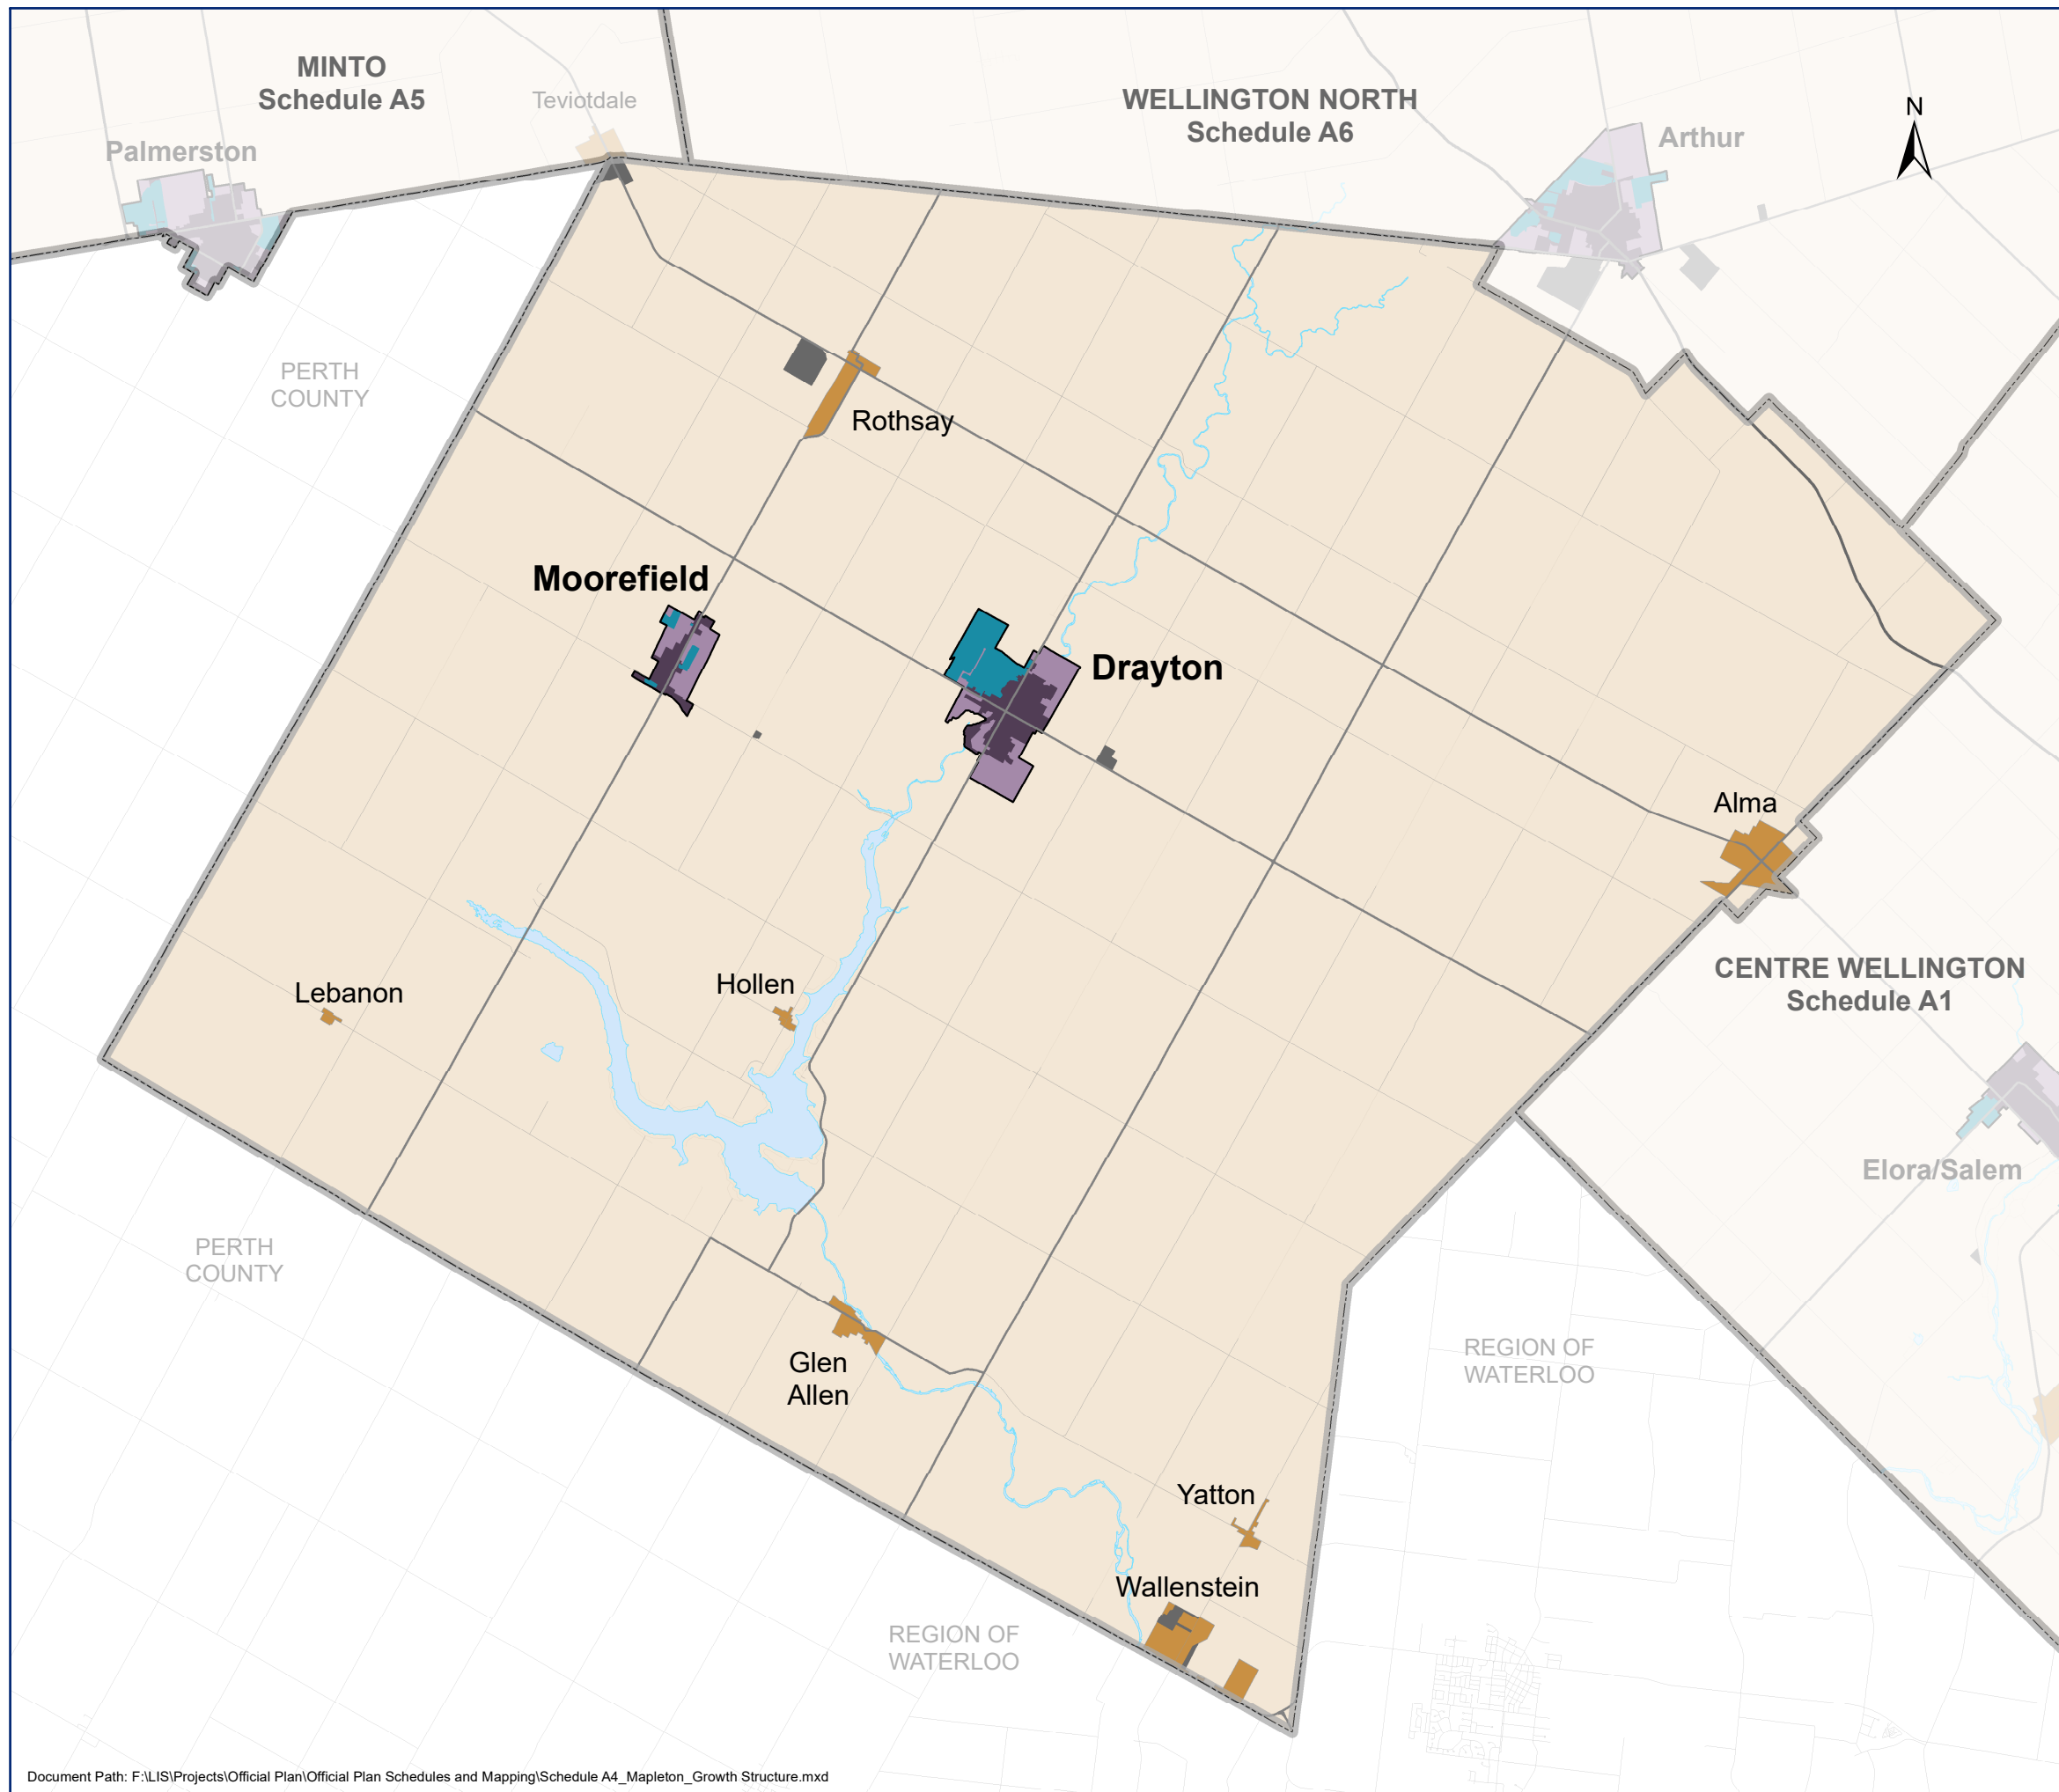 MINTO
Schedule A5
Teviotdale
WELLINGTON NORTH
Schedule A6
N
Palmerston
Arthur
PERTH
COUNTY
Rothsay
Moorefield
Drayton
Alma
Lebanon
Hollen
CENTRE WELLINGTON
Schedule A1
Elora/Salem
PERTH
COUNTY
Glen
Allen
REGION OF
WATERLOO
Yatton
Wallenstein
REGION OF
WATERLOO
Document Path: F:\LIS\Projects\Official Plan\Official Plan Schedules and Mapping\Schedule A4_Mapleton_Growth Structure.mxd